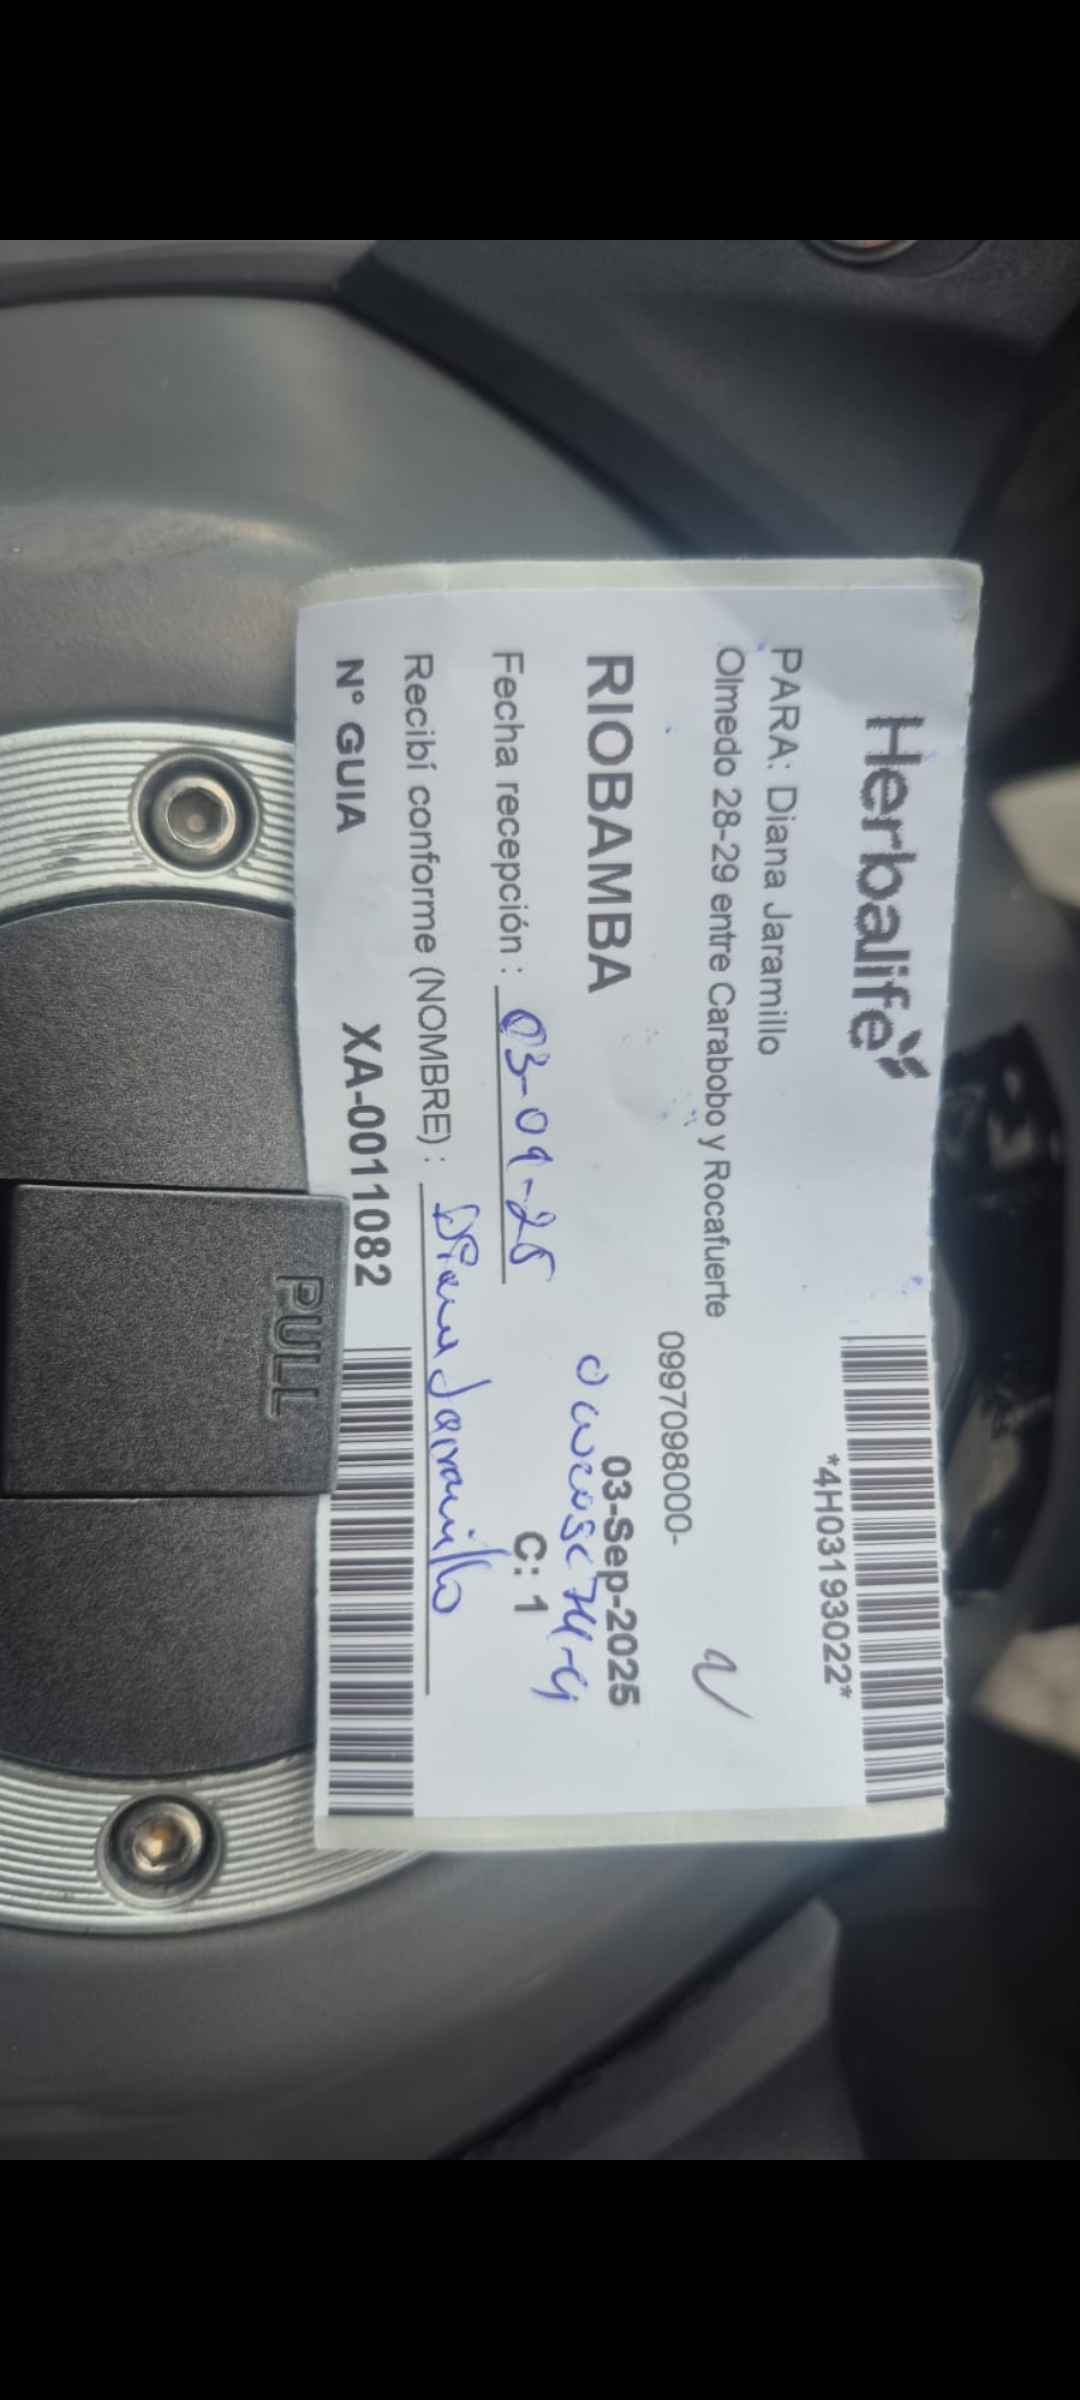 Herbalife
*4H03193022*
PARA: Diana Jaramillo
Olmedo 28-29 entre Carabobo y Rocafuerte
0997098000-
RIOBAMBA
03-Sep-2025
Fecha recepción : 03-09-25
C: 1
Recibí conforme (NOMBRE) : Diana Jaramillo
N° GUIA XA-0011082
PULL